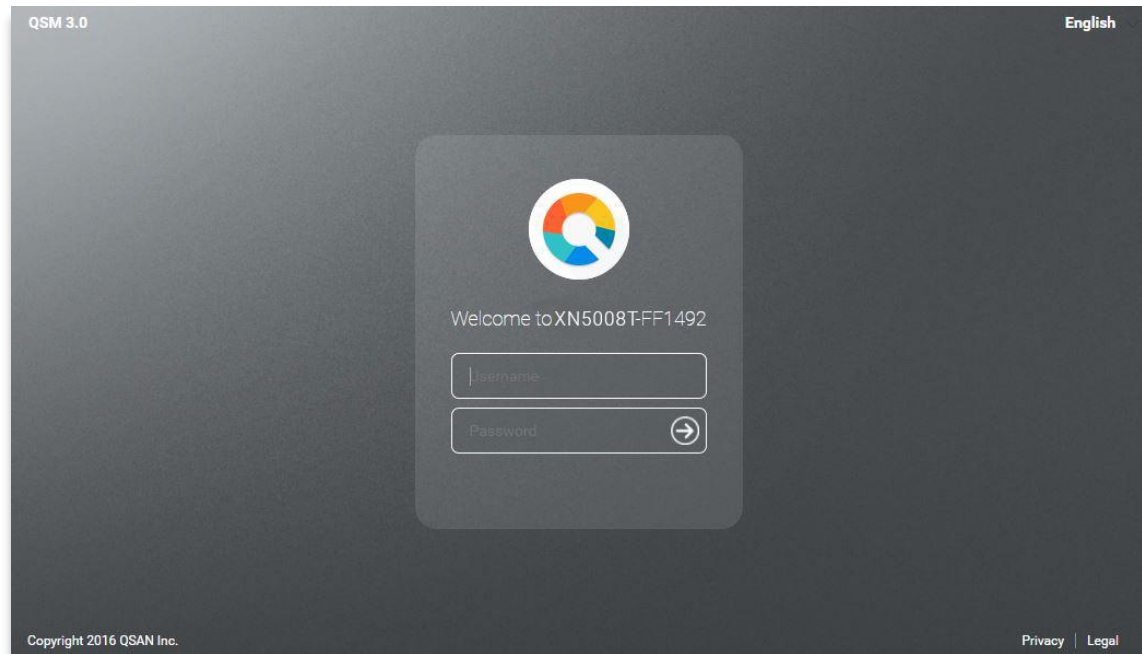 QSM 3.0
English
Welcome to XN5008T-FF1492
Username
Password
Copyright 2016 QSAN Inc.
Privacy | Legal